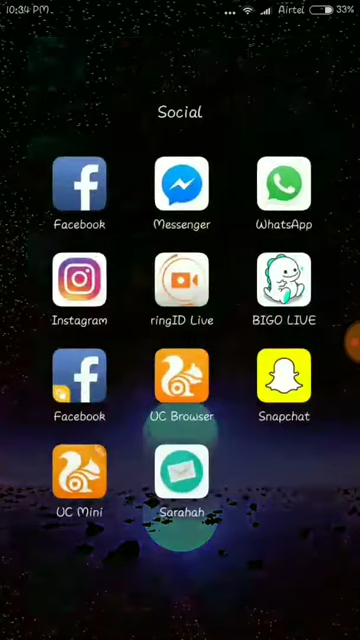 10:34 PM
... Airtel 33%
Social
Facebook Messenger WhatsApp
Instagram ringID Live BIGO LIVE
Facebook UC Browser Snapchat
UC Mini Sarahah